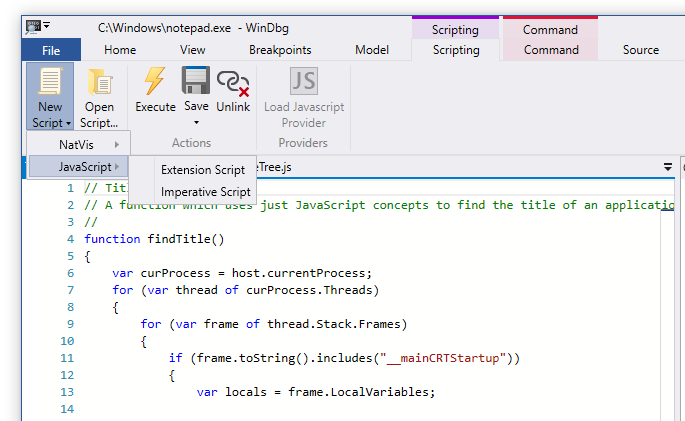 C:\Windows\notepad.exe - WinDbg
Scripting
Command
File
Home
View
Breakpoints
Model
Scripting
Command
Source
New
Script
Open
Script...
Execute
Save
Unlink
JS
Load Javascript
Provider
Actions
Providers
NatVis
JavaScript
Extension Script
Imperative Script
eTree.js
1 // Tit
2 // A function which uses just JavaScript concepts to find the title of an applicatio
3 //
4 function findTitle()
5 {
6 var curProcess = host.currentProcess;
7 for (var thread of curProcess.Threads)
8 {
9 for (var frame of thread.Stack.Frames)
10 {
11 if (frame.toString().includes("__mainCRTStartup"))
12 {
13 var locals = frame.LocalVariables;
14